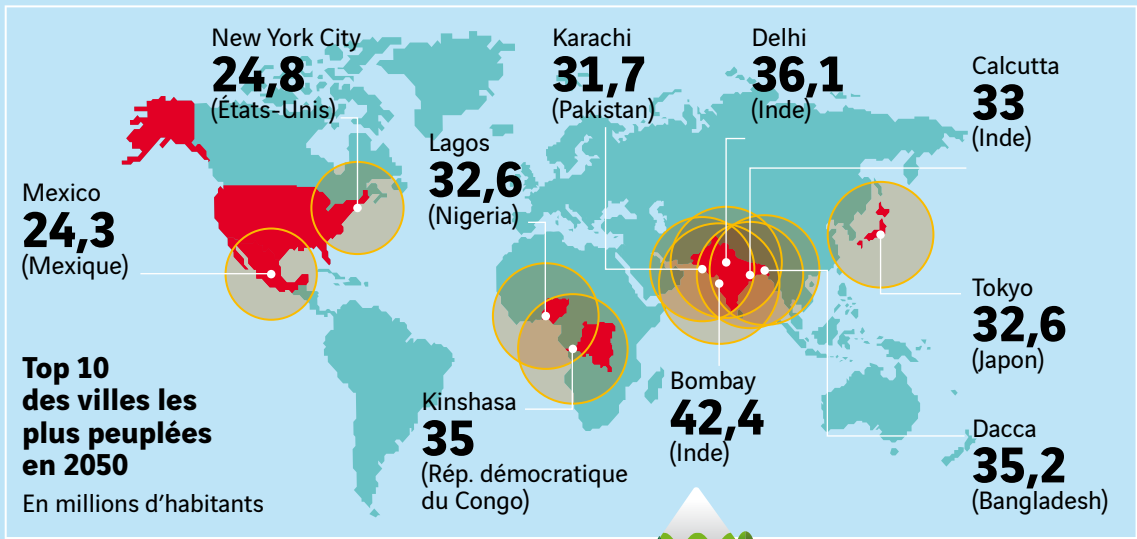 New York City
24,8
(États-Unis)
Karachi
31,7
(Pakistan)
Delhi
36,1
(Inde)
Calcutta
33
(Inde)
Lagos
32,6
(Nigeria)
Mexico
24,3
(Mexique)
Tokyo
32,6
(Japon)
Top 10
des villes les
plus peuplées
en 2050
En millions d’habitants
Kinshasa
35
(Rép. démocratique
du Congo)
Bombay
42,4
(Inde)
Dacca
35,2
(Bangladesh)